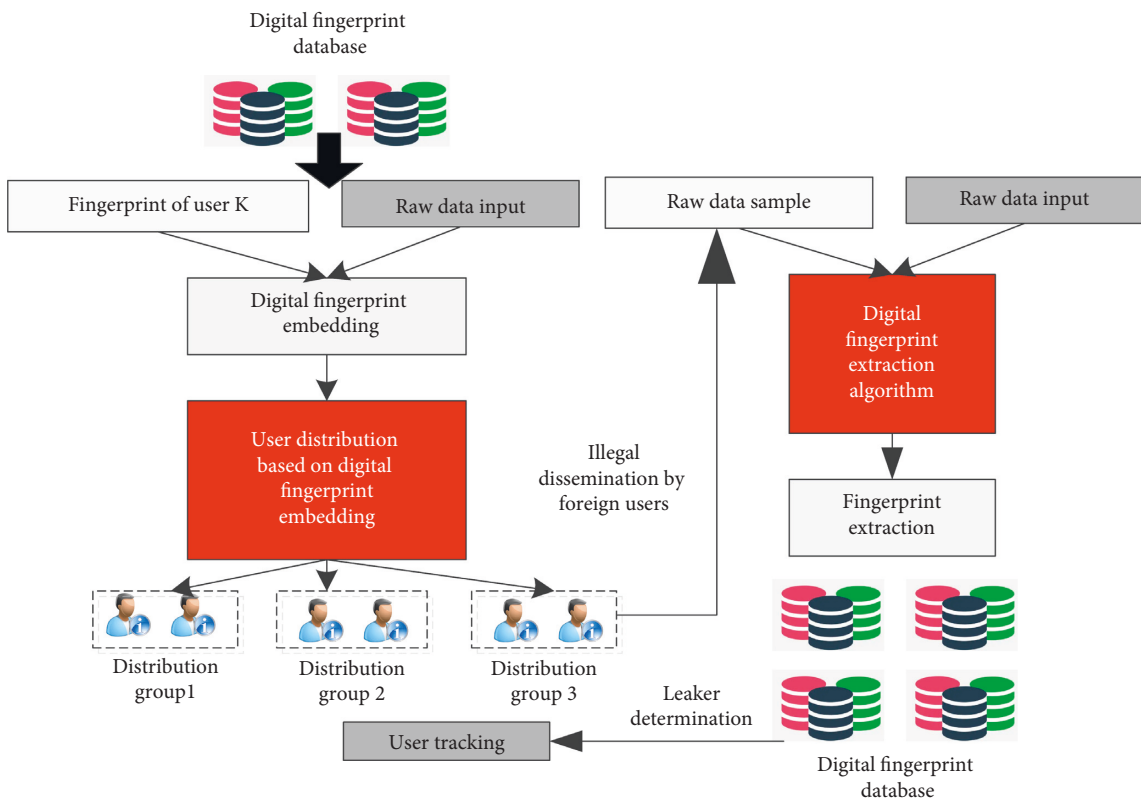 Digital fingerprint
database
Fingerprint of user K
Raw data input
Digital fingerprint
embedding
User distribution
based on digital
fingerprint
embedding
Distribution
group1
Distribution
group 2
Distribution
group 3
Illegal
dissemination by
foreign users
Raw data sample
Raw data input
Digital
fingerprint
extraction
algorithm
Fingerprint
extraction
Digital fingerprint
database
Leaker
determination
User tracking